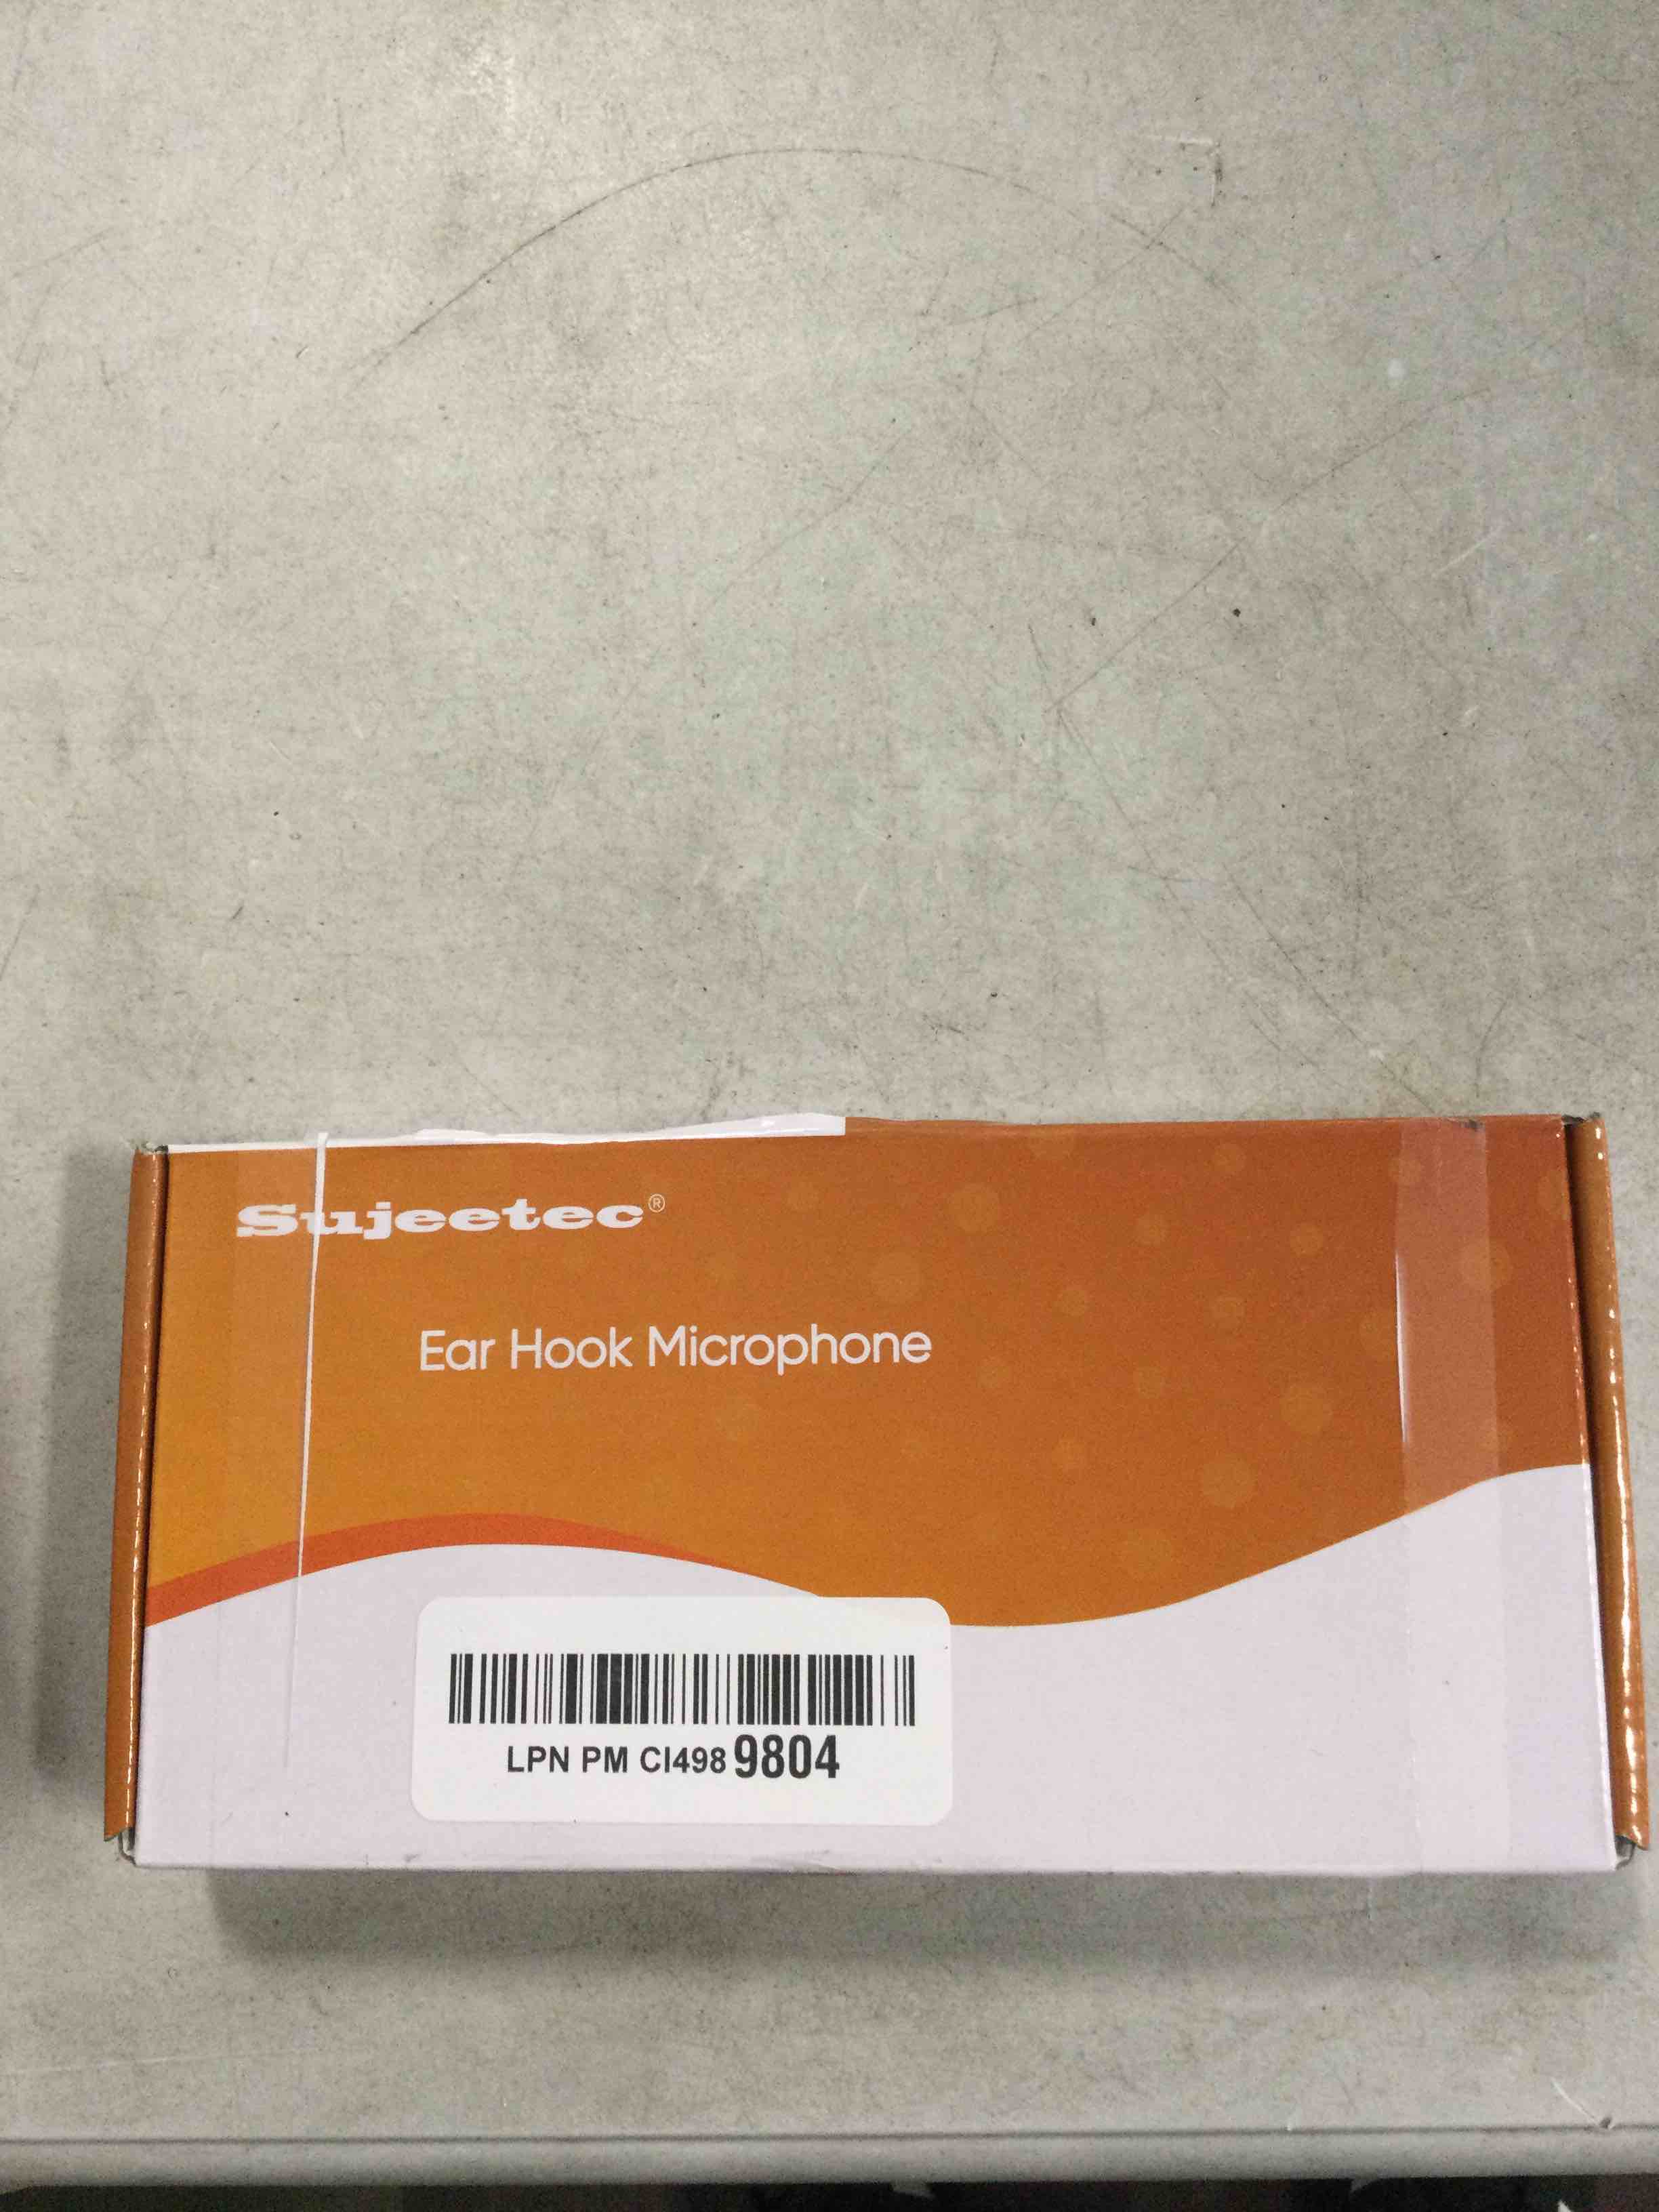 Sujeetec®
Ear Hook Microphone
LPN PM CI498 9804